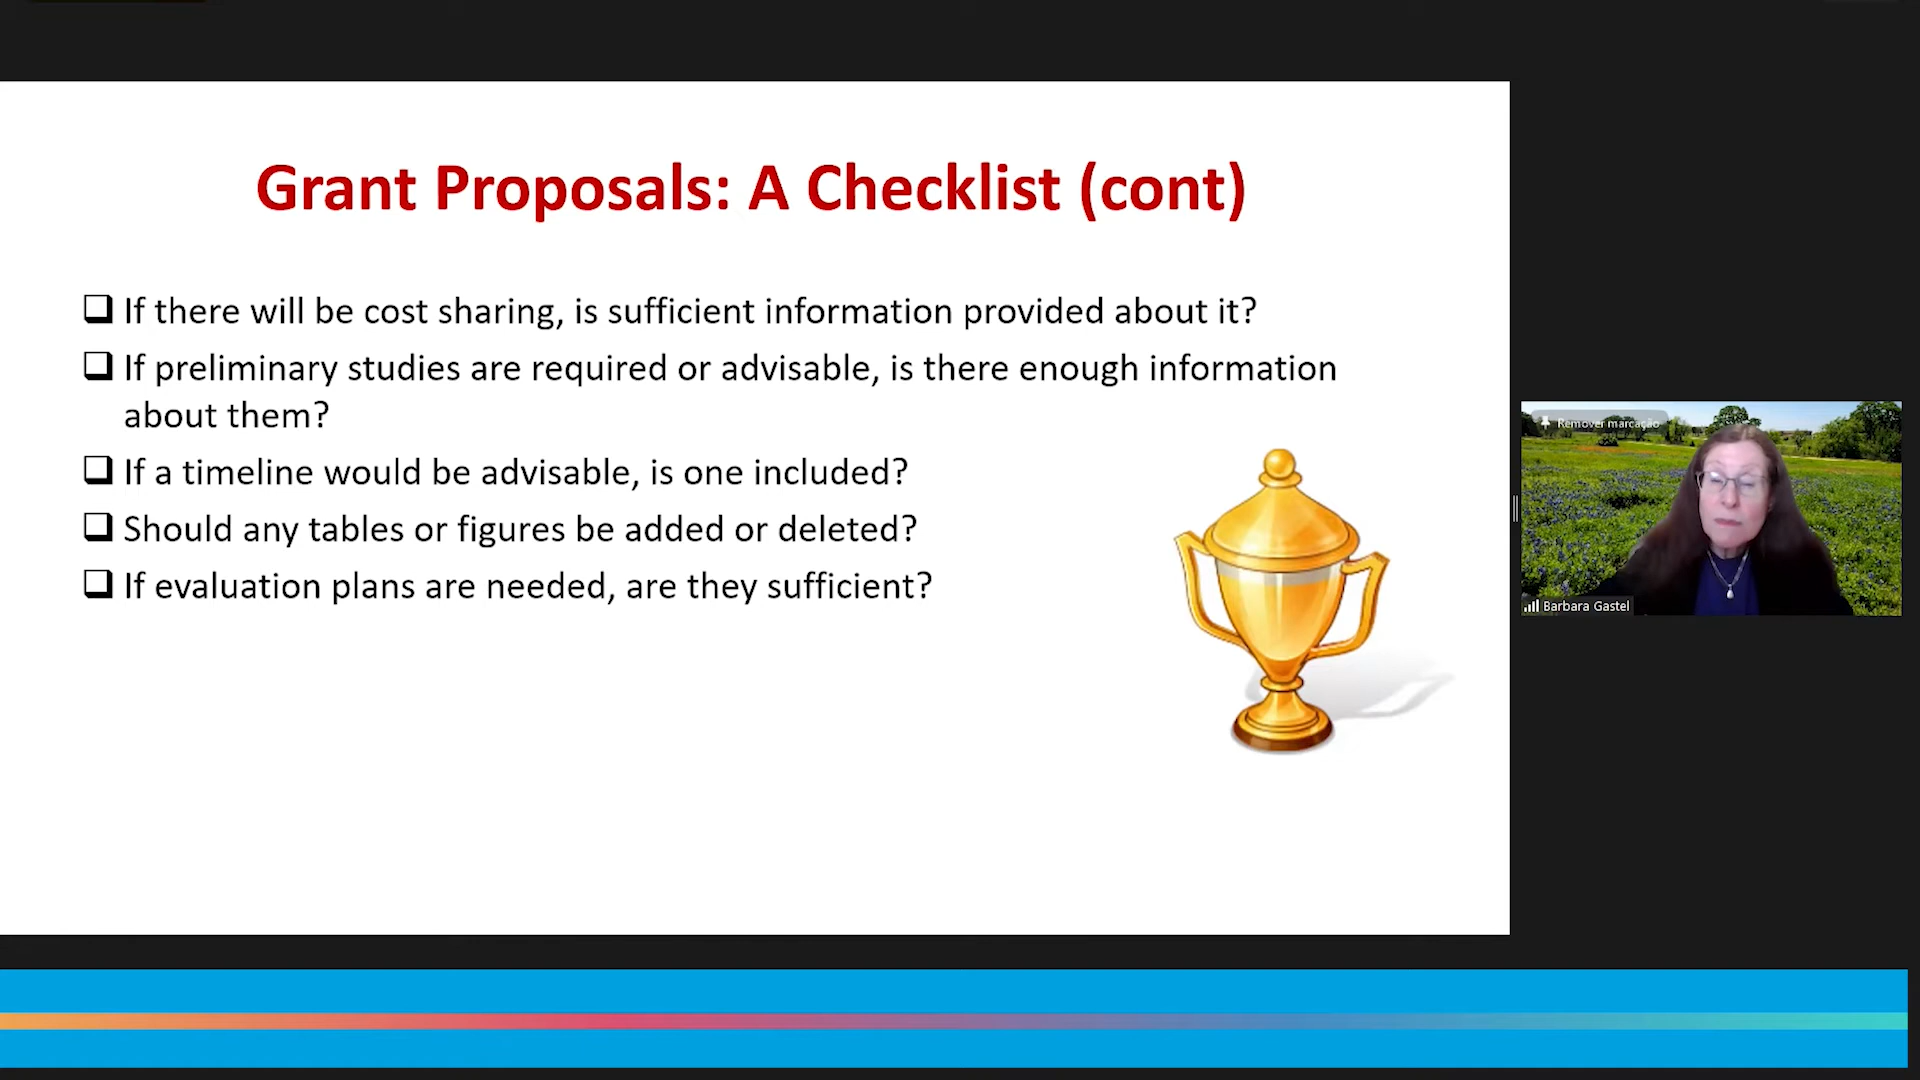 Grant Proposals: A Checklist (cont)
If there will be cost sharing, is sufficient information provided about it?
If preliminary studies are required or advisable, is there enough information
about them?
If a timeline would be advisable, is one included?
Should any tables or figures be added or deleted?
If evaluation plans are needed, are they sufficient?
Remover marcação
Barbara Gastel